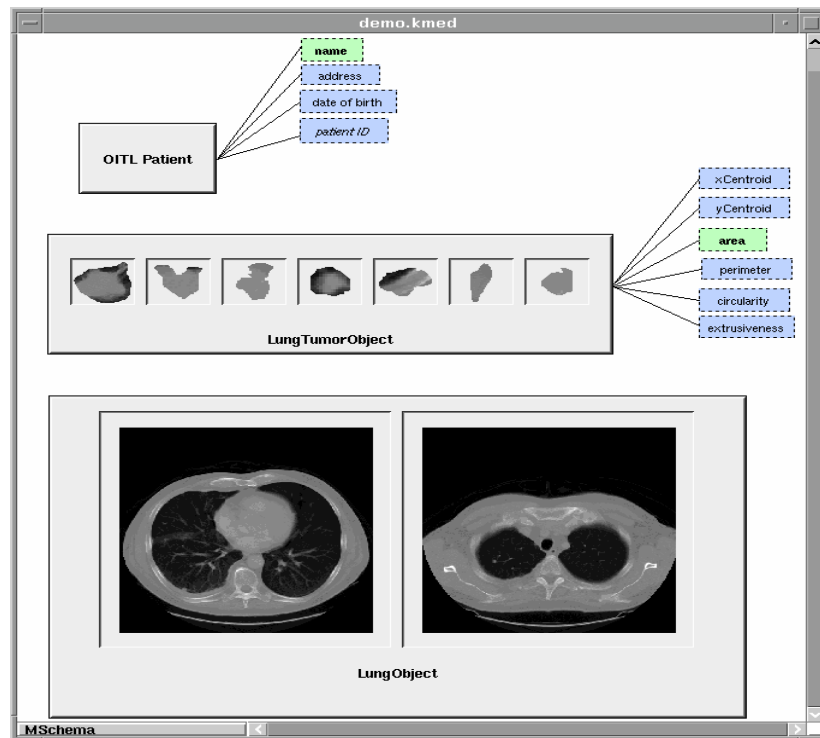 demo.kmed
name
address
date of birth
patient ID
OITL Patient
xCentroid
yCentroid
area
perimeter
circularity
extrusiveness
LungTumorObject
LungObject
MSchema